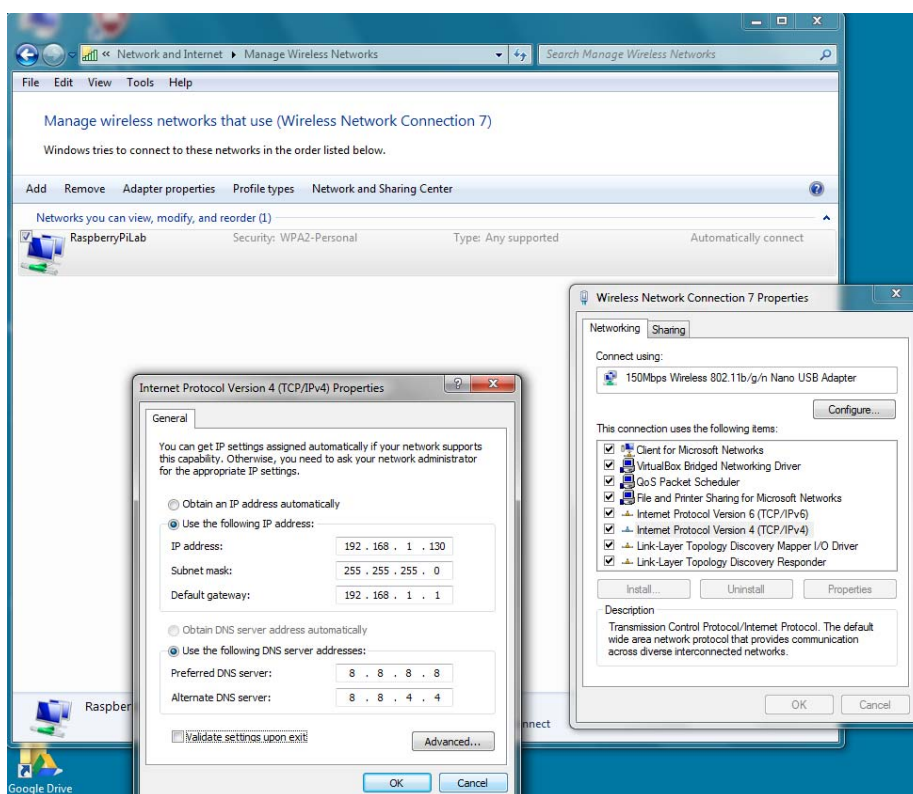 « Network and Internet ▸ Manage Wireless Networks
Search Manage Wireless Networks
File Edit View Tools Help
Manage wireless networks that use (Wireless Network Connection 7)
Windows tries to connect to these networks in the order listed below.
Add Remove Adapter properties Profile types Network and Sharing Center
Networks you can view, modify, and reorder (1)
RaspberryPiLab Security: WPA2-Personal Type: Any supported Automatically connect
Wireless Network Connection 7 Properties
Networking Sharing
Connect using:
150Mbps Wireless 802.11b/g/n Nano USB Adapter
Configure...
This connection uses the following items:
Client for Microsoft Networks
VirtualBox Bridged Networking Driver
QoS Packet Scheduler
File and Printer Sharing for Microsoft Networks
Internet Protocol Version 6 (TCP/IPv6)
Internet Protocol Version 4 (TCP/IPv4)
Link-Layer Topology Discovery Mapper I/O Driver
Link-Layer Topology Discovery Responder
Install... Uninstall Properties
Description
Transmission Control Protocol/Internet Protocol. The default
wide area network protocol that provides communication
across diverse interconnected networks.
OK Cancel
Internet Protocol Version 4 (TCP/IPv4) Properties
General
You can get IP settings assigned automatically if your network supports
this capability. Otherwise, you need to ask your network administrator
for the appropriate IP settings.
Obtain an IP address automatically
Use the following IP address:
IP address: 192 . 168 . 1 . 130
Subnet mask: 255 . 255 . 255 . 0
Default gateway: 192 . 168 . 1 . 1
Obtain DNS server address automatically
Use the following DNS server addresses:
Preferred DNS server: 8 . 8 . 8 . 8
Alternate DNS server: 8 . 8 . 4 . 4
Validate settings upon exit
Advanced...
OK Cancel
Raspber
nnect
Google Drive